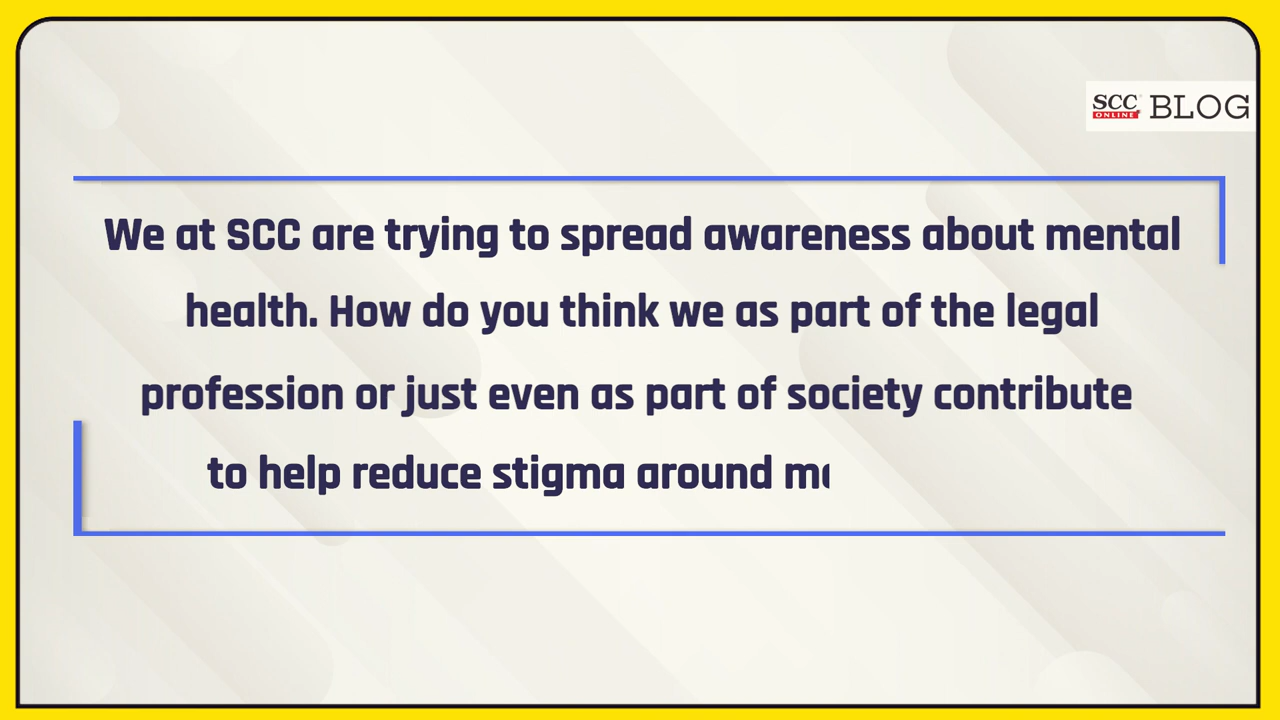 SCC ONLINE BLOG
We at SCC are trying to spread awareness about mental
health. How do you think we as part of the legal
profession or just even as part of society contribute
to help reduce stigma around